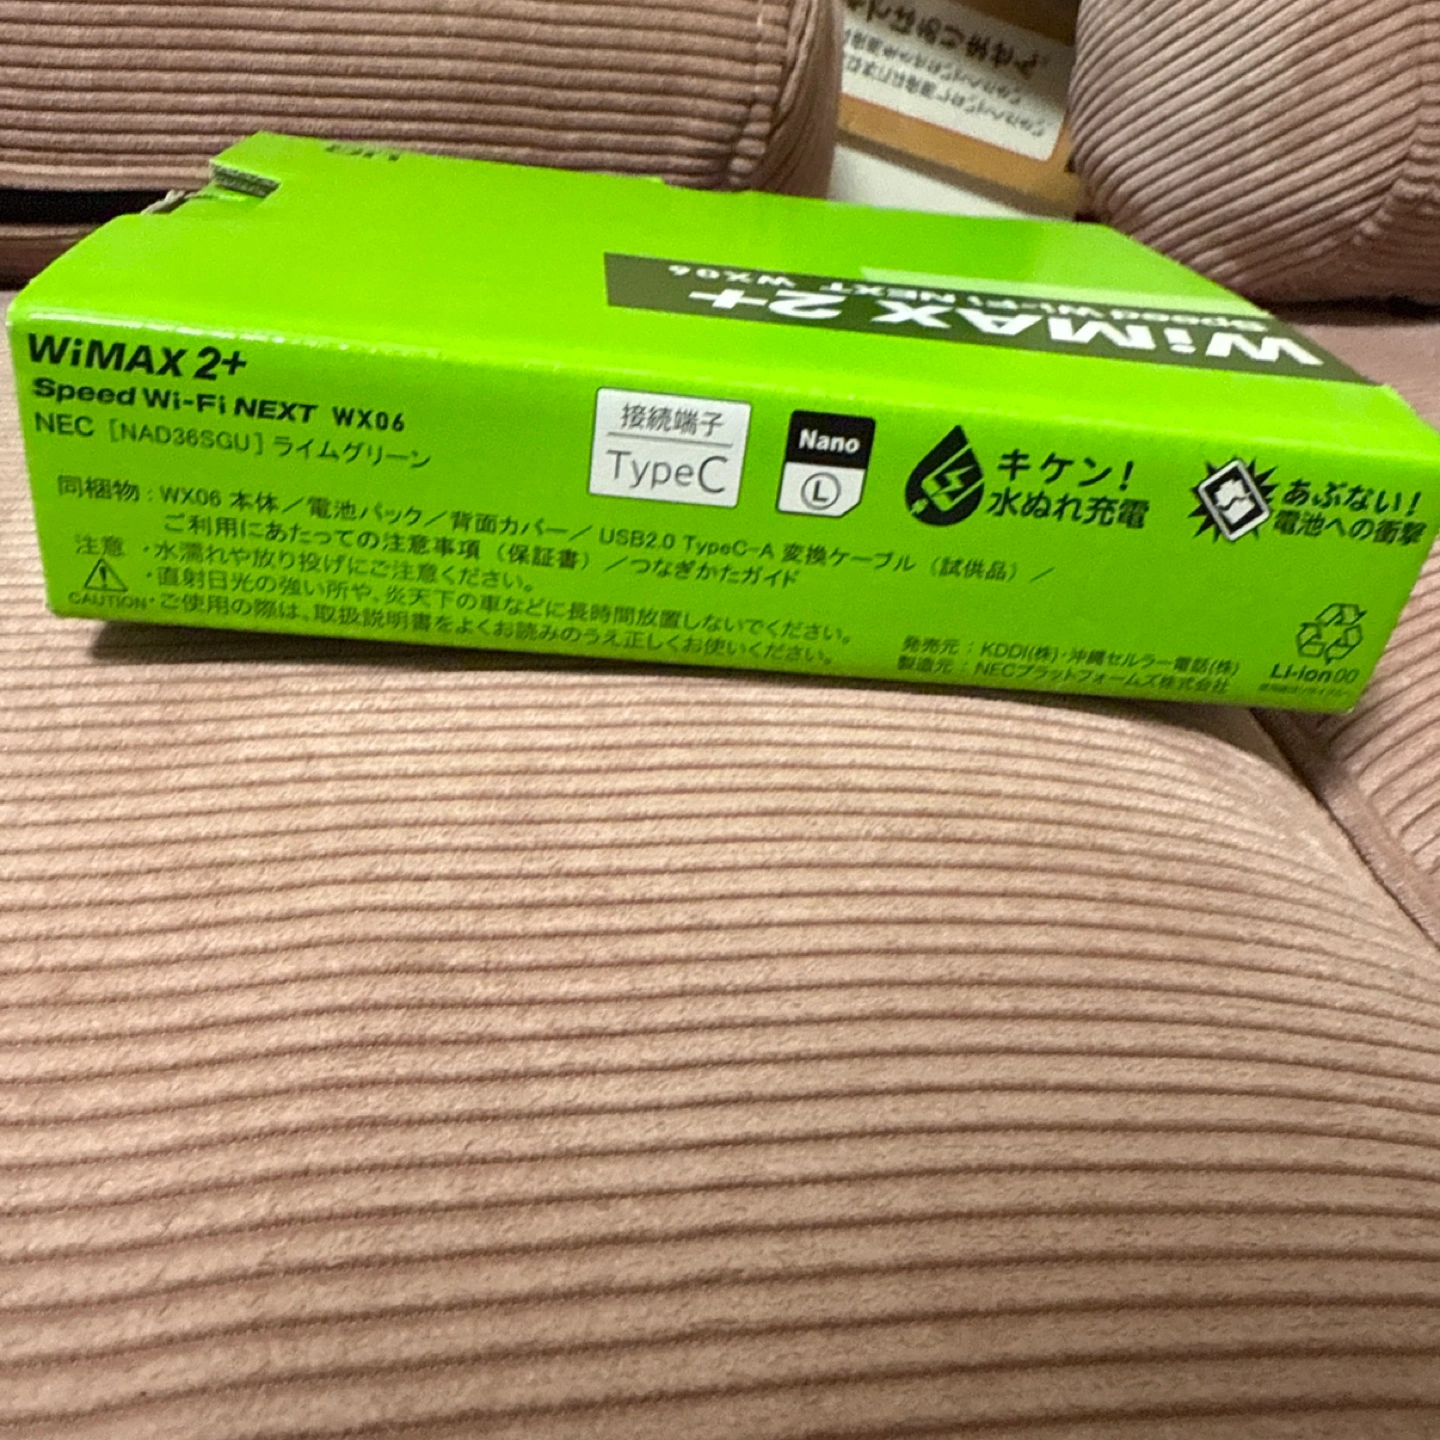 ではありません
WiMAX 2+
Speed Wi-Fi NEXT WX06
WiMAX 2+
Speed Wi-Fi NEXT WX06
NEC [NAD36SGU] ライムグリーン
接続端子
TypeC
Nano
L
キケン！
水ぬれ充電
あぶない！
電池への衝撃
同梱物：WX06 本体／電池パック／背面カバー／USB2.0 TypeC-A 変換ケーブル（試供品）／
ご利用にあたっての注意事項（保証書）／つなぎかたガイド
注意 ・水濡れや放り投げにご注意ください。
・直射日光の強い所や、炎天下の車などに長時間放置しないでください。
CAUTION ・ご使用の際は、取扱説明書をよくお読みのうえ正しくお使いください。
発売元：KDDI(株)・沖縄セルラー電話(株)
製造元：NECプラットフォームズ株式会社
Li-ion00